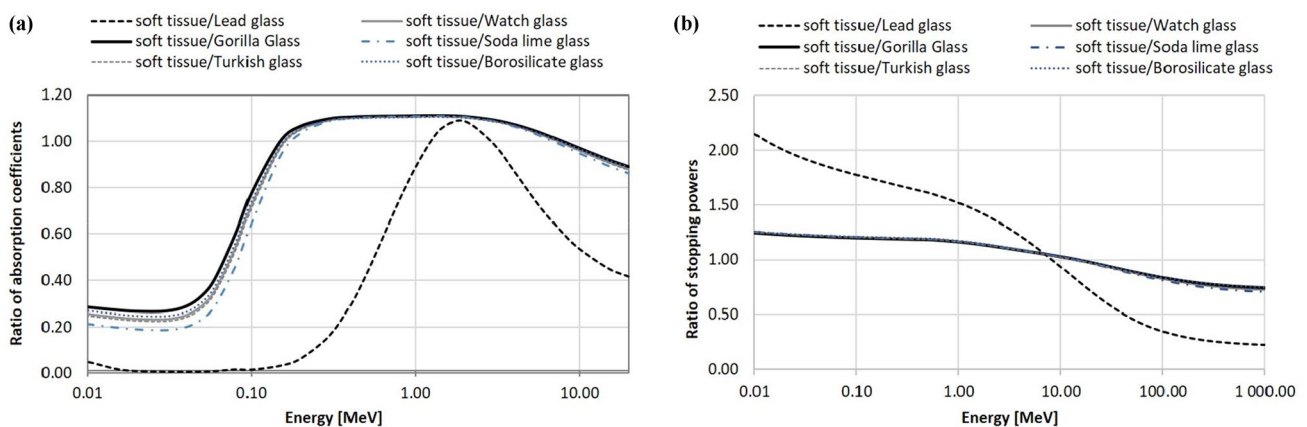 (a)
soft tissue/Lead glass
soft tissue/Watch glass
soft tissue/Gorilla Glass
soft tissue/Soda lime glass
soft tissue/Turkish glass
soft tissue/Borosilicate glass
Ratio of absorption coefficients
1.20
1.00
0.80
0.60
0.40
0.20
0.00
0.01
0.10
1.00
10.00
Energy [MeV]
(b)
soft tissue/Lead glass
soft tissue/Watch glass
soft tissue/Gorilla Glass
soft tissue/Soda lime glass
soft tissue/Turkish glass
soft tissue/Borosilicate glass
Ratio of stopping powers
2.50
2.00
1.50
1.00
0.50
0.00
0.01
0.10
1.00
10.00
100.00
1 000.00
Energy [MeV]